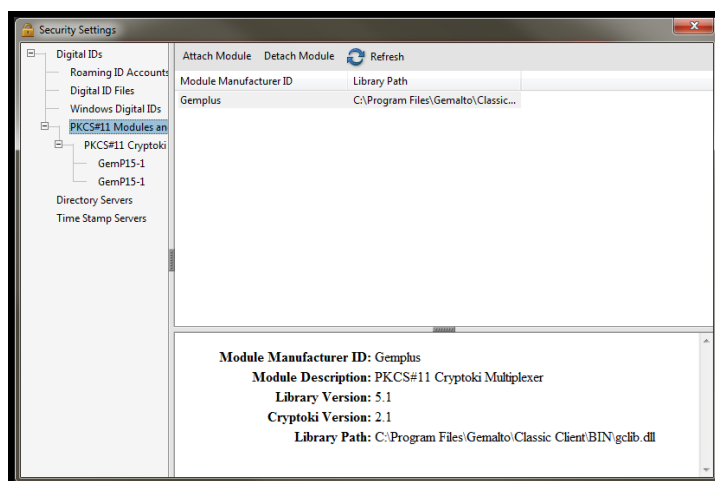 Security Settings
Digital IDs
Roaming ID Accounts
Digital ID Files
Windows Digital IDs
PKCS#11 Modules an
PKCS#11 Cryptoki
GemP15-1
GemP15-1
Directory Servers
Time Stamp Servers
Attach Module Detach Module Refresh
Module Manufacturer ID Library Path
Gemplus C:\Program Files\Gemalto\Classic...
Module Manufacturer ID: Gemplus
Module Description: PKCS#11 Cryptoki Multiplexer
Library Version: 5.1
Cryptoki Version: 2.1
Library Path: C:\Program Files\Gemalto\Classic Client\BIN\gclib.dll